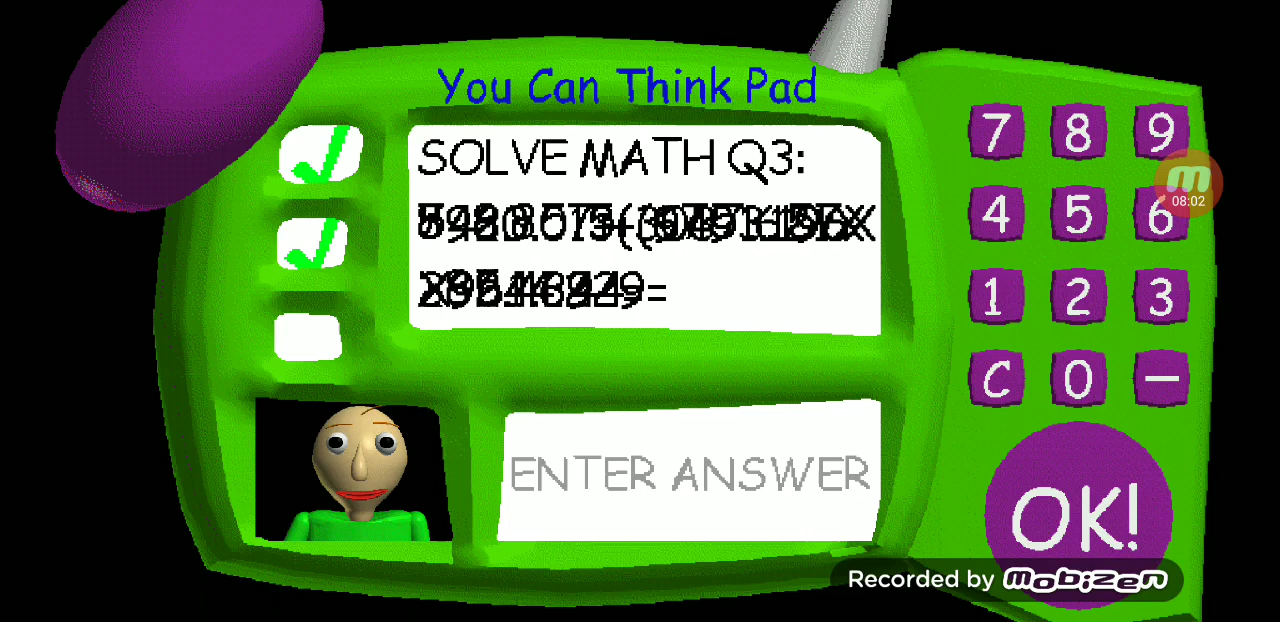 You Can Think Pad
SOLVE MATH Q3:
ENTER ANSWER
7 8 9
4 5 6
1 2 3
C 0 −
OK!
m
08:02
Recorded by mobizen